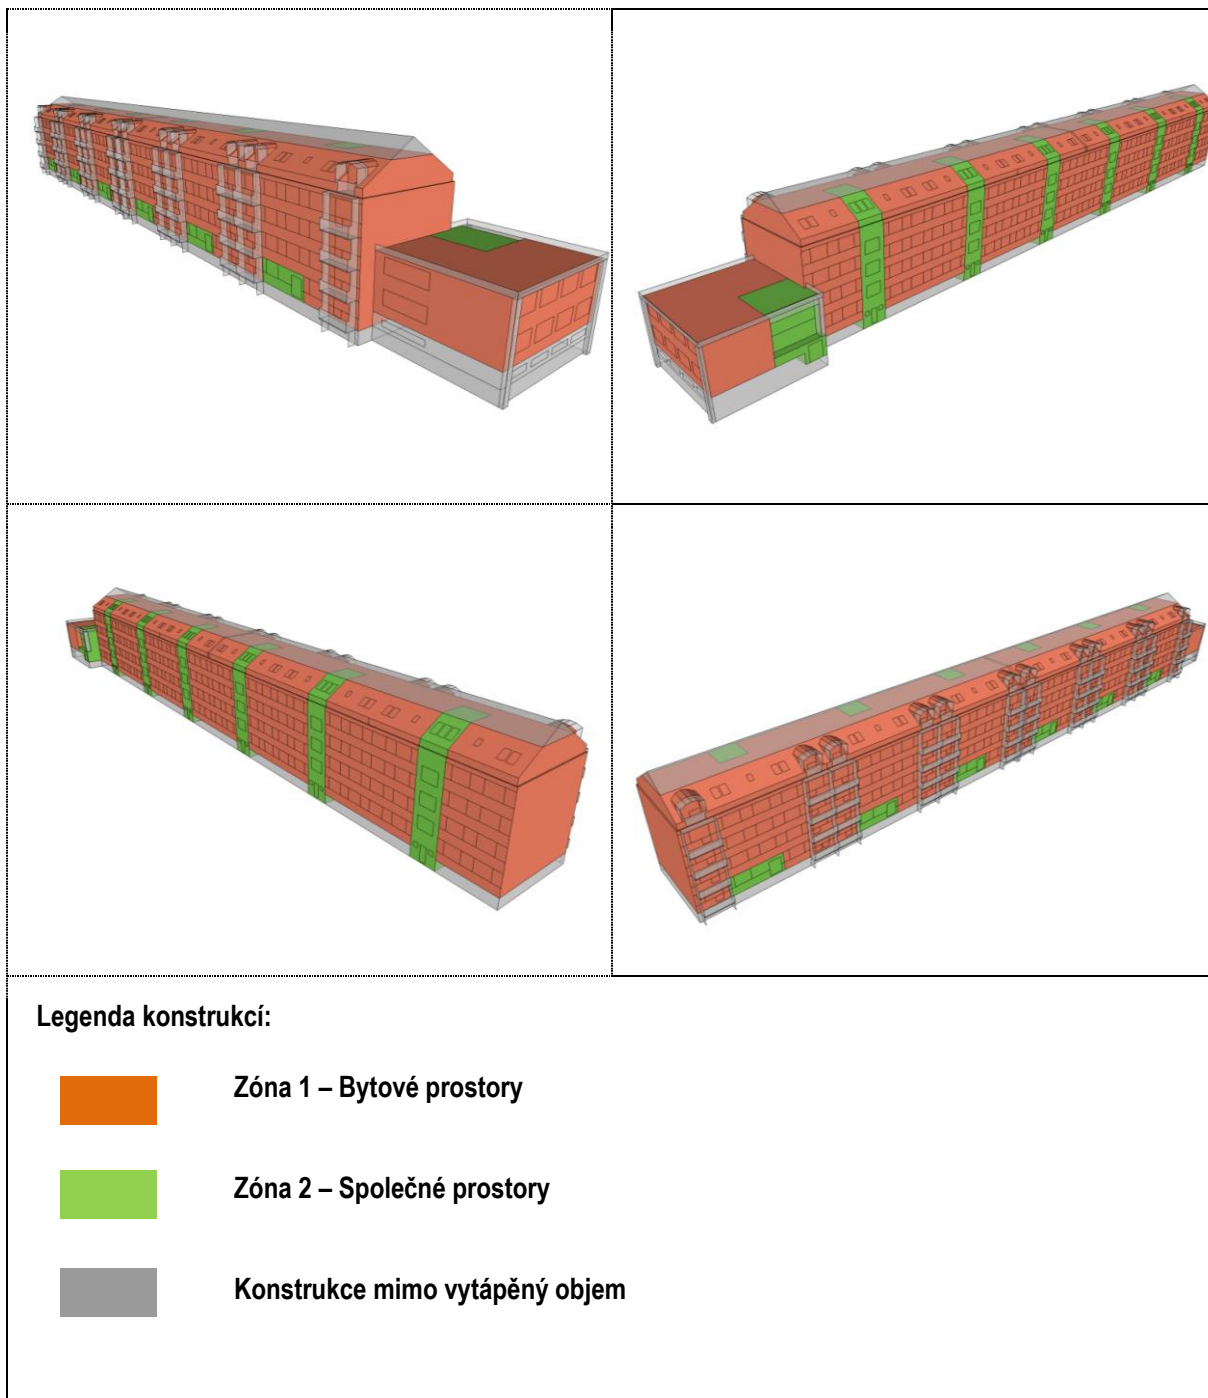 Legenda konstrukcí:
Zóna 1 – Bytové prostory
Zóna 2 – Společné prostory
Konstrukce mimo vytápěný objem